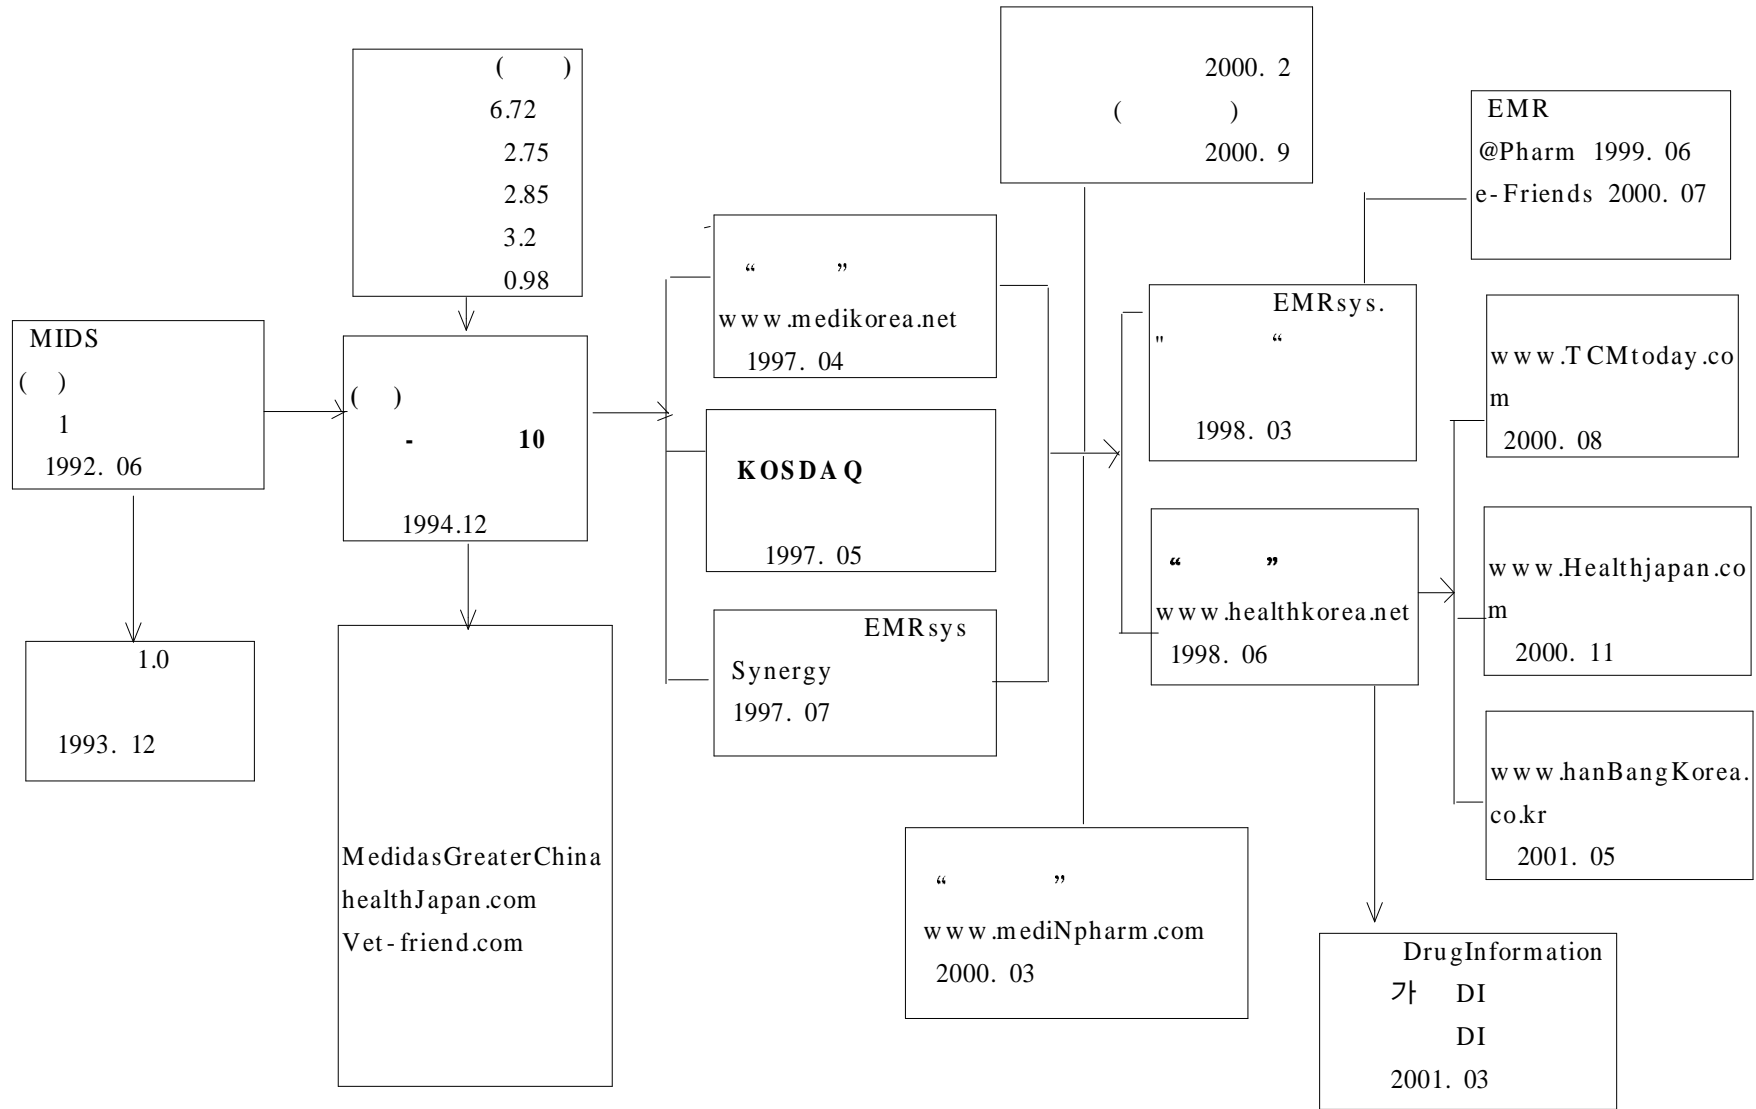 MIDS
( )
1
1992. 06
1.0
1993. 12
( )
6.72
2.75
2.85
3.2
0.98
( )
- 10
1994.12
MedidasGreaterChina
healthJapan.com
Vet-friend.com
“ ”
www.medikorea.net
1997. 04
KOSDAQ
1997. 05
EMRsys
Synergy
1997. 07
2000. 2
( )
2000. 9
“ ”
www.mediNpharm.com
2000. 03
EMRsys.
" “
1998. 03
“ ”
www.healthkorea.net
1998. 06
EMR
@Pharm 1999. 06
e-Friends 2000. 07
www.TCMtoday.co
m
2000. 08
www.Healthjapan.co
m
2000. 11
www.hanBangKorea.
co.kr
2001. 05
DrugInformation
가 DI
DI
2001. 03